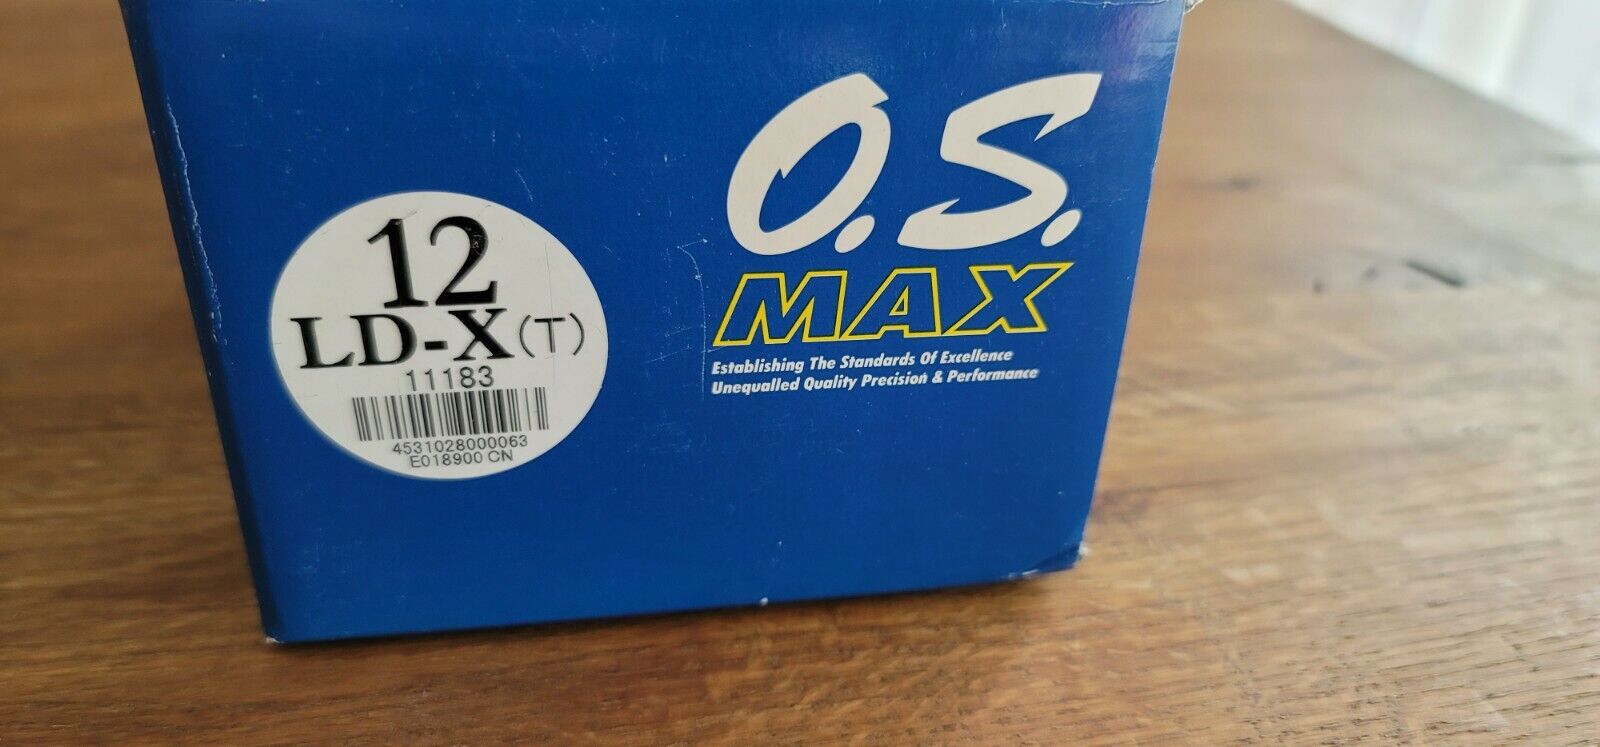 12
LD-X(T)
11183
4531028000063
E018900 CN
O.S.
MAX
Establishing The Standards Of Excellence
Unequalled Quality Precision & Performance